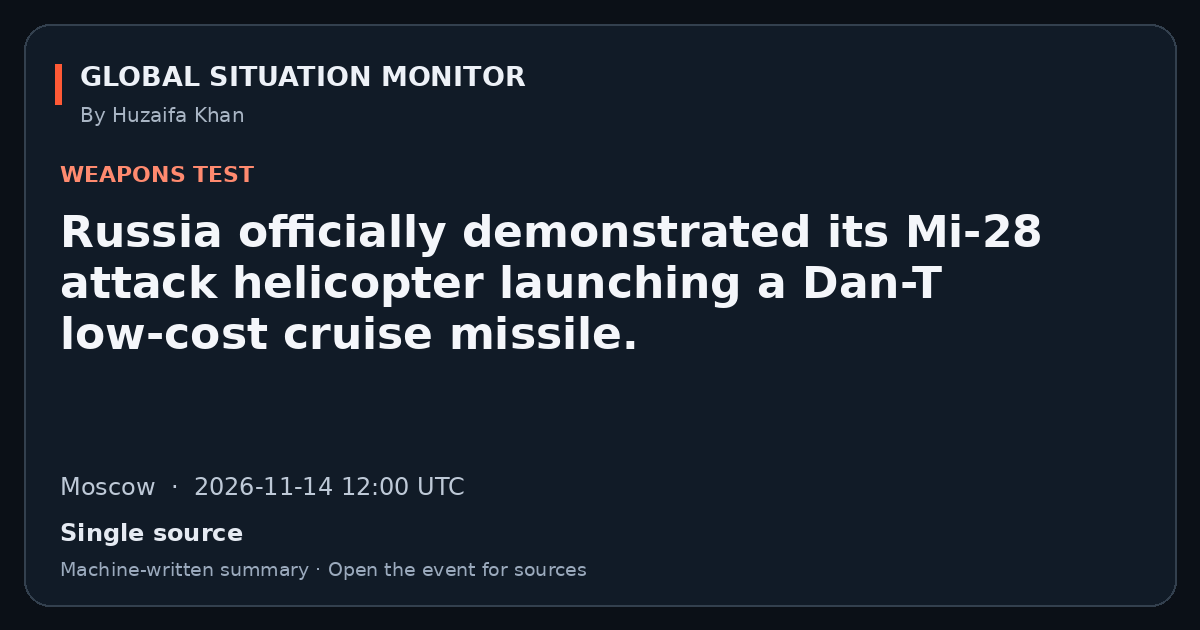 GLOBAL SITUATION MONITOR
By Huzaifa Khan
WEAPONS TEST
Russia officially demonstrated its Mi-28
attack helicopter launching a Dan-T
low-cost cruise missile.
Moscow · 2026-11-14 12:00 UTC
Single source
Machine-written summary · Open the event for sources